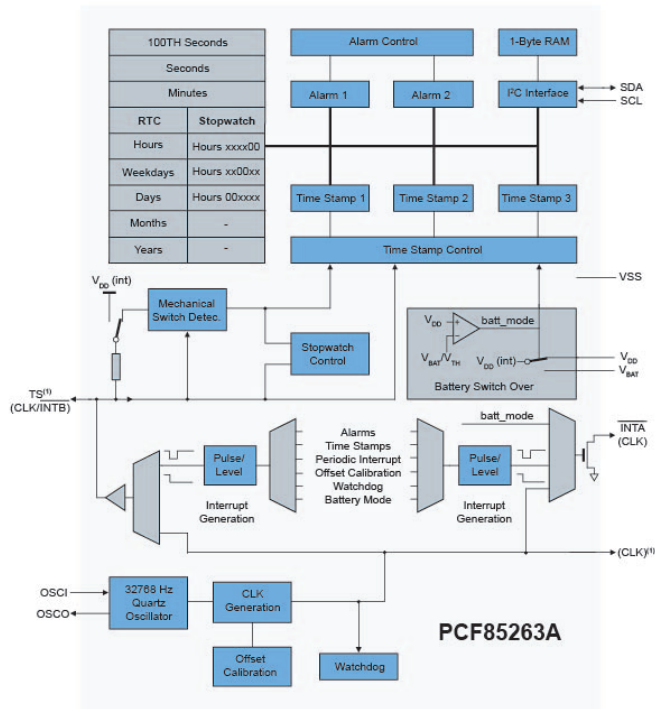 100TH Seconds
Seconds
Minutes
RTC Stopwatch
Hours Hours xxxx00
Weekdays Hours xx00xx
Days Hours 00xxxx
Months -
Years -
Alarm Control
Alarm 1
Alarm 2
1-Byte RAM
I²C Interface
SDA
SCL
Time Stamp 1
Time Stamp 2
Time Stamp 3
Time Stamp Control
VSS
VDD (int)
Mechanical
Switch Detec.
Stopwatch
Control
VDD
batt_mode
VBAT/VTH
VDD (int)
Battery Switch Over
VDD
VBAT
TS(1)
(CLK/INTB)
Pulse/
Level
Interrupt
Generation
Alarms
Time Stamps
Periodic Interrupt
Offset Calibration
Watchdog
Battery Mode
Pulse/
Level
Interrupt
Generation
batt_mode
INTA
(CLK)
(CLK)(1)
OSCI
OSCO
32768 Hz
Quartz
Oscillator
CLK
Generation
Offset
Calibration
Watchdog
PCF85263A